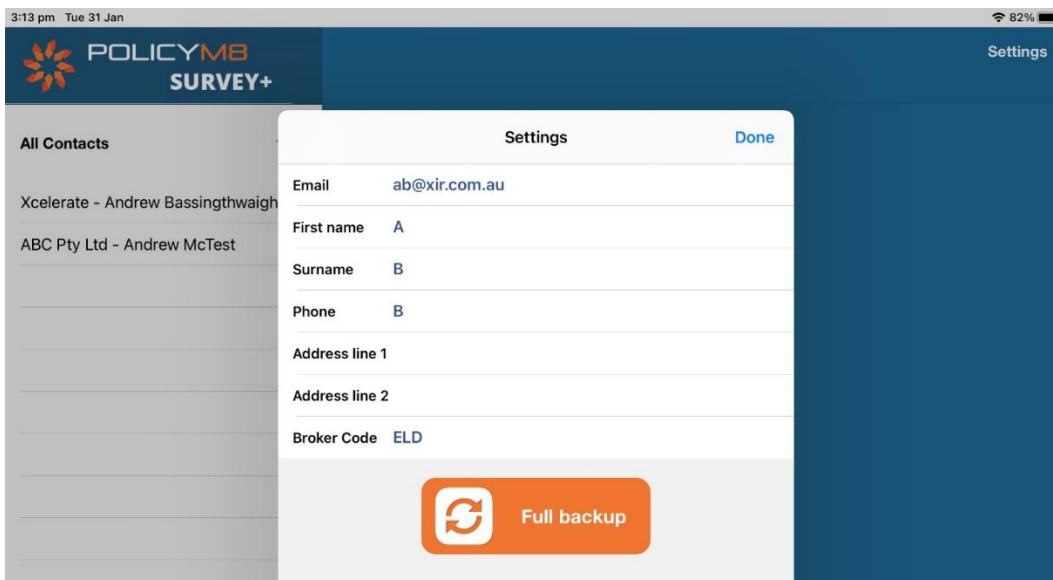 3:13 pm Tue 31 Jan 82%
POLICYM8
SURVEY+
Settings
All Contacts
Xcelerate - Andrew Bassingthwaigh
ABC Pty Ltd - Andrew McTest
Settings Done
Email ab@xir.com.au
First name A
Surname B
Phone B
Address line 1
Address line 2
Broker Code ELD
Full backup